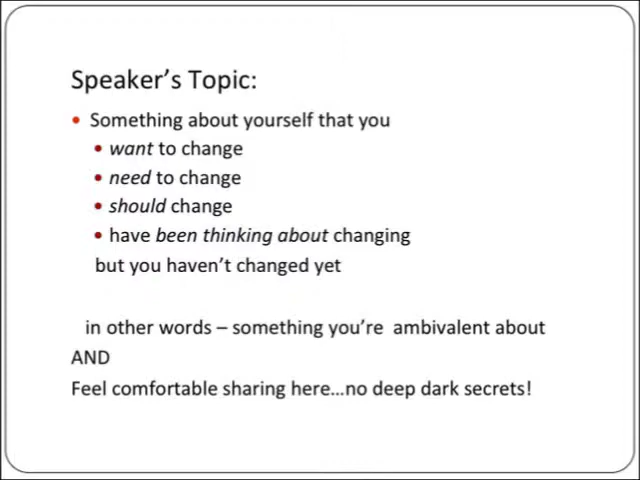 Speaker’s Topic:
• Something about yourself that you
• want to change
• need to change
• should change
• have been thinking about changing
but you haven’t changed yet
in other words – something you’re ambivalent about
AND
Feel comfortable sharing here…no deep dark secrets!